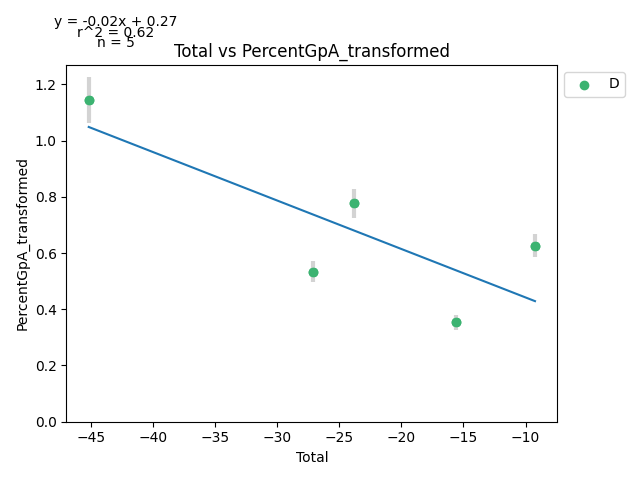 y = -0.02x + 0.27
r^2 = 0.62
n = 5
Total vs PercentGpA_transformed
D
PercentGpA_transformed
1.2
1.0
0.8
0.6
0.4
0.2
0.0
−45
−40
−35
−30
−25
−20
−15
−10
Total